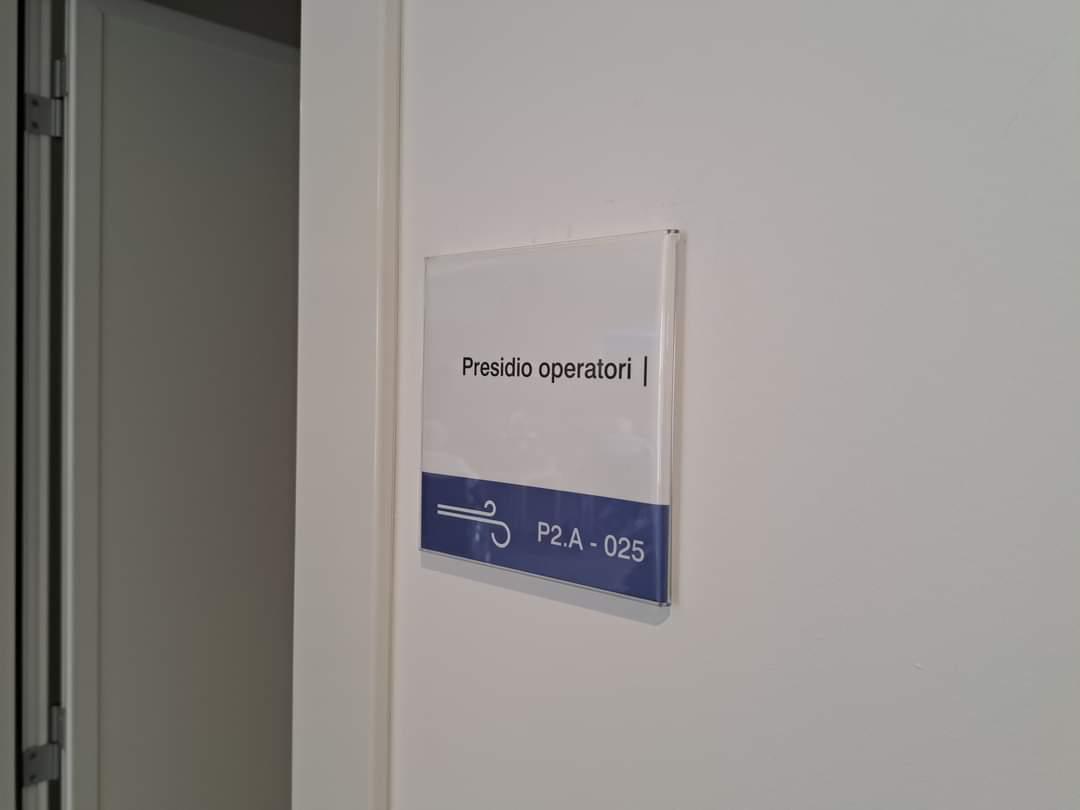 Presidio operatori |
P2.A - 025